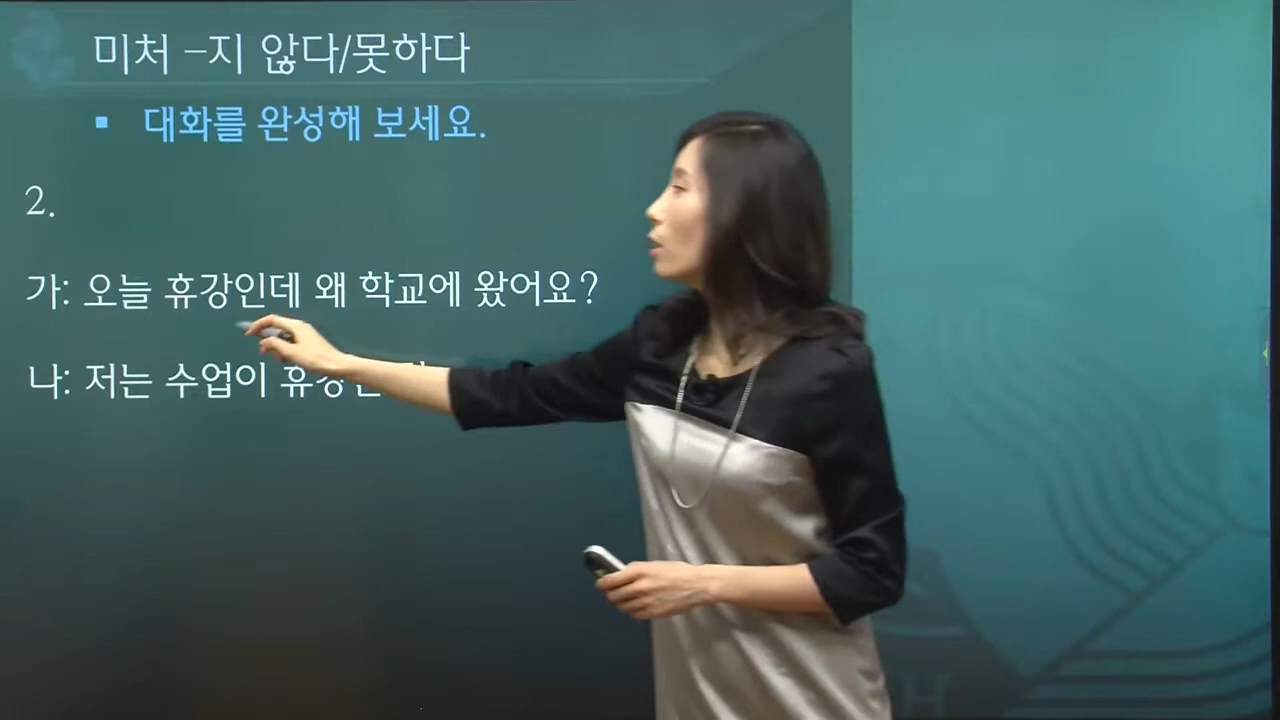 미처 –지 않다/못하다
▪ 대화를 완성해 보세요.
2.
가: 오늘 휴강인데 왜 학교에 왔어요?
나: 저는 수업이